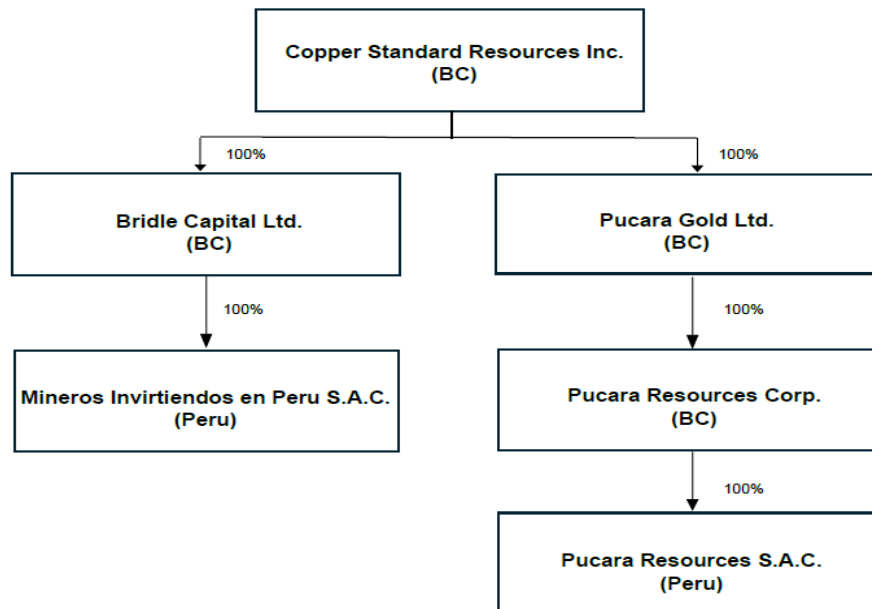 Copper Standard Resources Inc.
(BC)
100%
100%
Bridle Capital Ltd.
(BC)
Pucara Gold Ltd.
(BC)
100%
100%
Mineros Invirtiendos en Peru S.A.C.
(Peru)
Pucara Resources Corp.
(BC)
100%
Pucara Resources S.A.C.
(Peru)